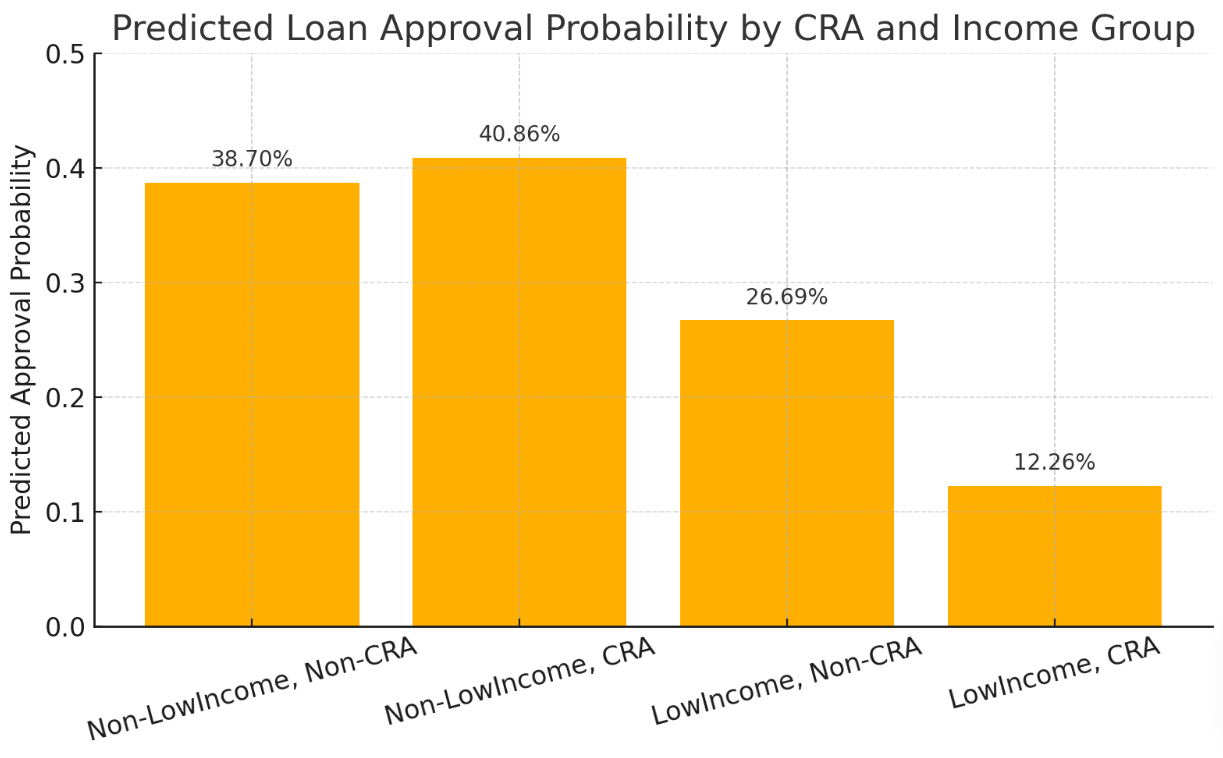 Predicted Loan Approval Probability by CRA and Income Group
Predicted Approval Probability
0.5
0.4
0.3
0.2
0.1
0.0
38.70%
40.86%
26.69%
12.26%
Non-LowIncome, Non-CRA
Non-LowIncome, CRA
LowIncome, Non-CRA
LowIncome, CRA